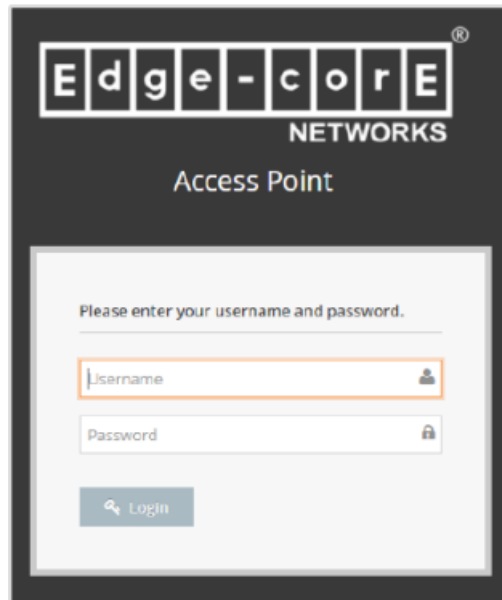 Edge-corE®
NETWORKS
Access Point
Please enter your username and password.
Username
Password
Login